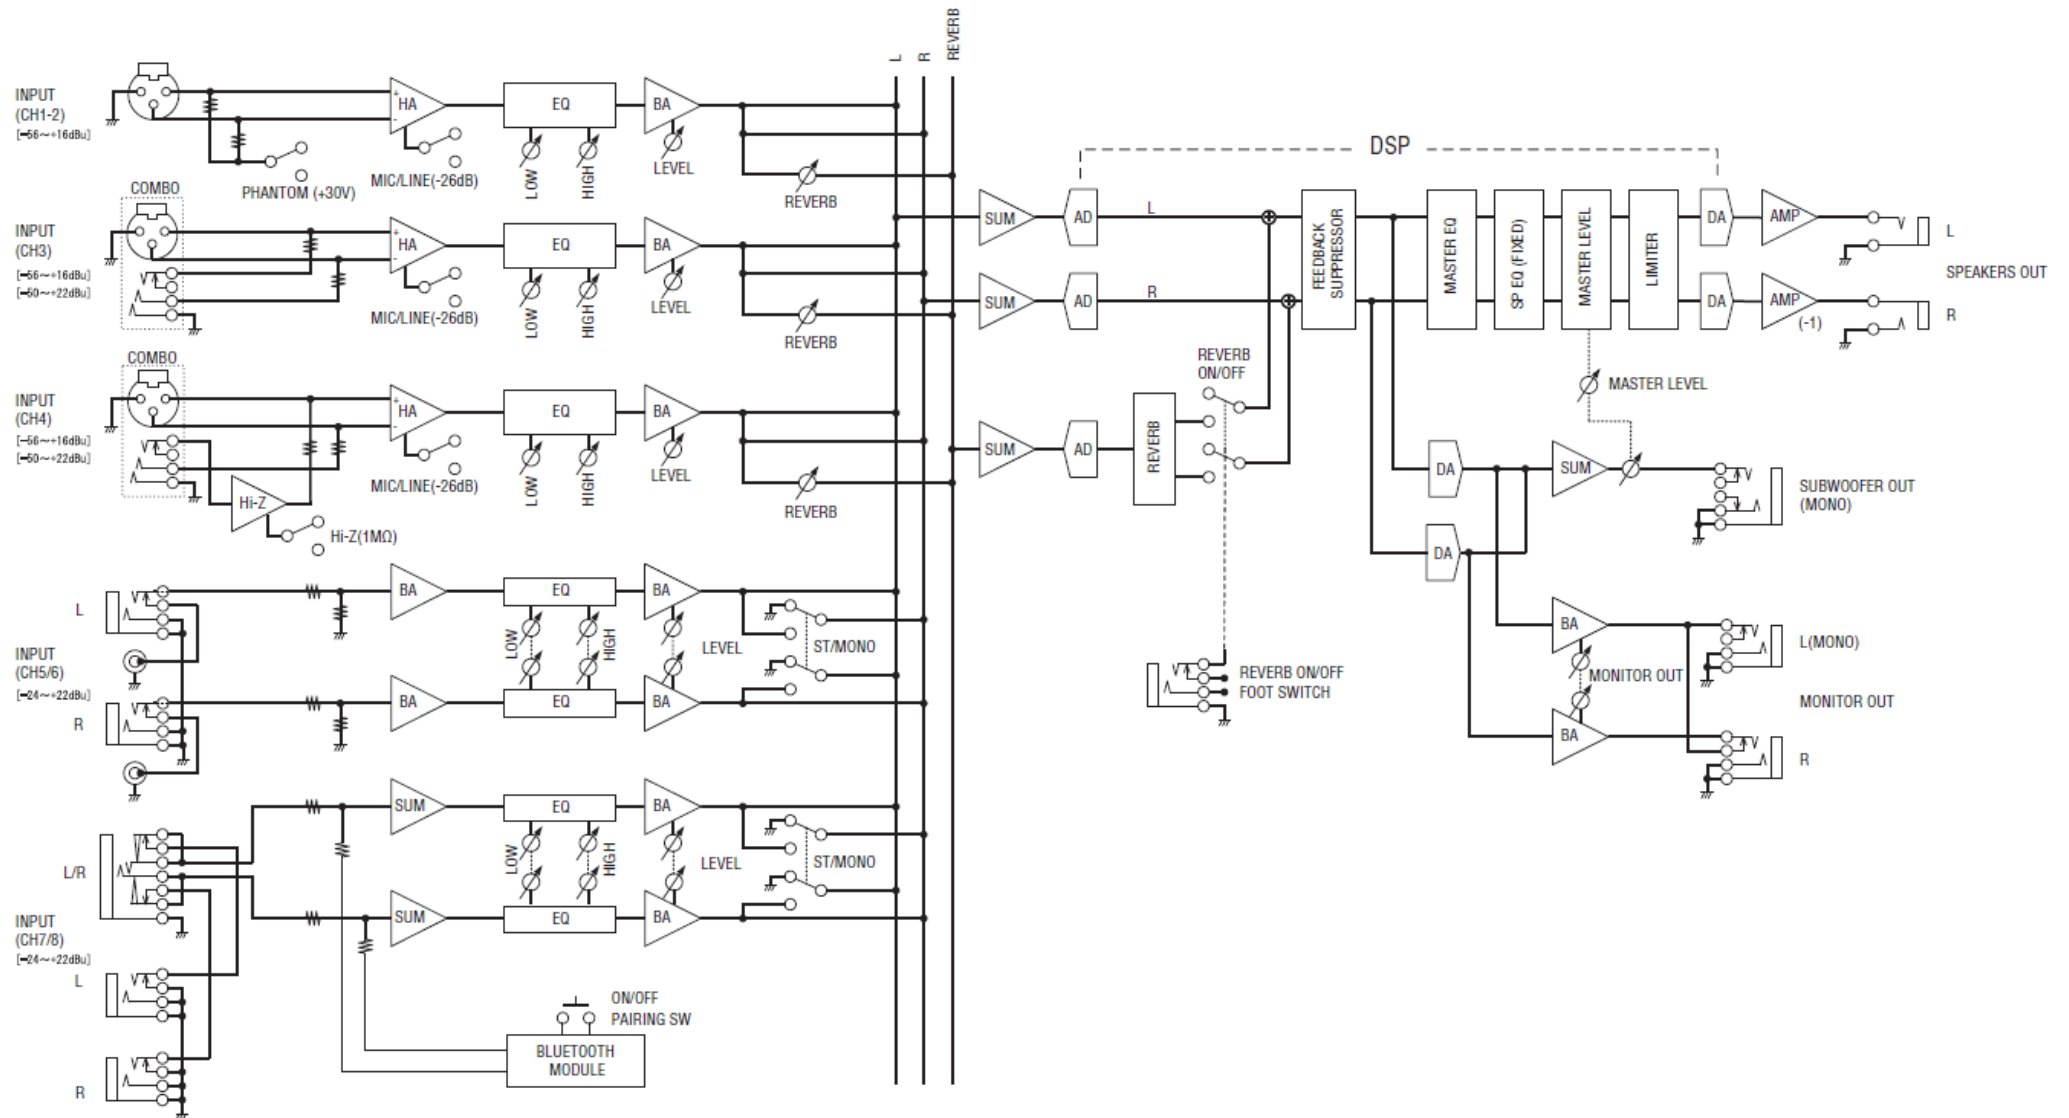 L
R
REVERB
INPUT
(CH1-2)
[-56~+16dBu]
+
-
HA
EQ
BA
PHANTOM (+30V)
MIC/LINE(-26dB)
LOW
HIGH
LEVEL
REVERB
COMBO
INPUT
(CH3)
[-56~+16dBu]
[-50~+22dBu]
+
-
HA
EQ
BA
MIC/LINE(-26dB)
LOW
HIGH
LEVEL
REVERB
COMBO
INPUT
(CH4)
[-56~+16dBu]
[-50~+22dBu]
+
-
HA
EQ
BA
MIC/LINE(-26dB)
LOW
HIGH
LEVEL
REVERB
Hi-Z
Hi-Z(1MΩ)
L
INPUT
(CH5/6)
[-24~+22dBu]
R
BA
EQ
BA
LOW
HIGH
LEVEL
ST/MONO
BA
EQ
BA
L/R
INPUT
(CH7/8)
[-24~+22dBu]
L
R
SUM
EQ
BA
LOW
HIGH
LEVEL
ST/MONO
SUM
EQ
BA
ON/OFF
PAIRING SW
BLUETOOTH
MODULE
DSP
SUM
AD
L
SUM
AD
R
SUM
AD
REVERB
REVERB
ON/OFF
FEEDBACK
SUPPRESSOR
MASTER EQ
SP EQ (FIXED)
MASTER LEVEL
LIMITER
DA
AMP
L
SPEAKERS OUT
DA
AMP
(-1)
R
MASTER LEVEL
DA
SUM
SUBWOOFER OUT
(MONO)
DA
BA
L(MONO)
MONITOR OUT
MONITOR OUT
BA
R
REVERB ON/OFF
FOOT SWITCH